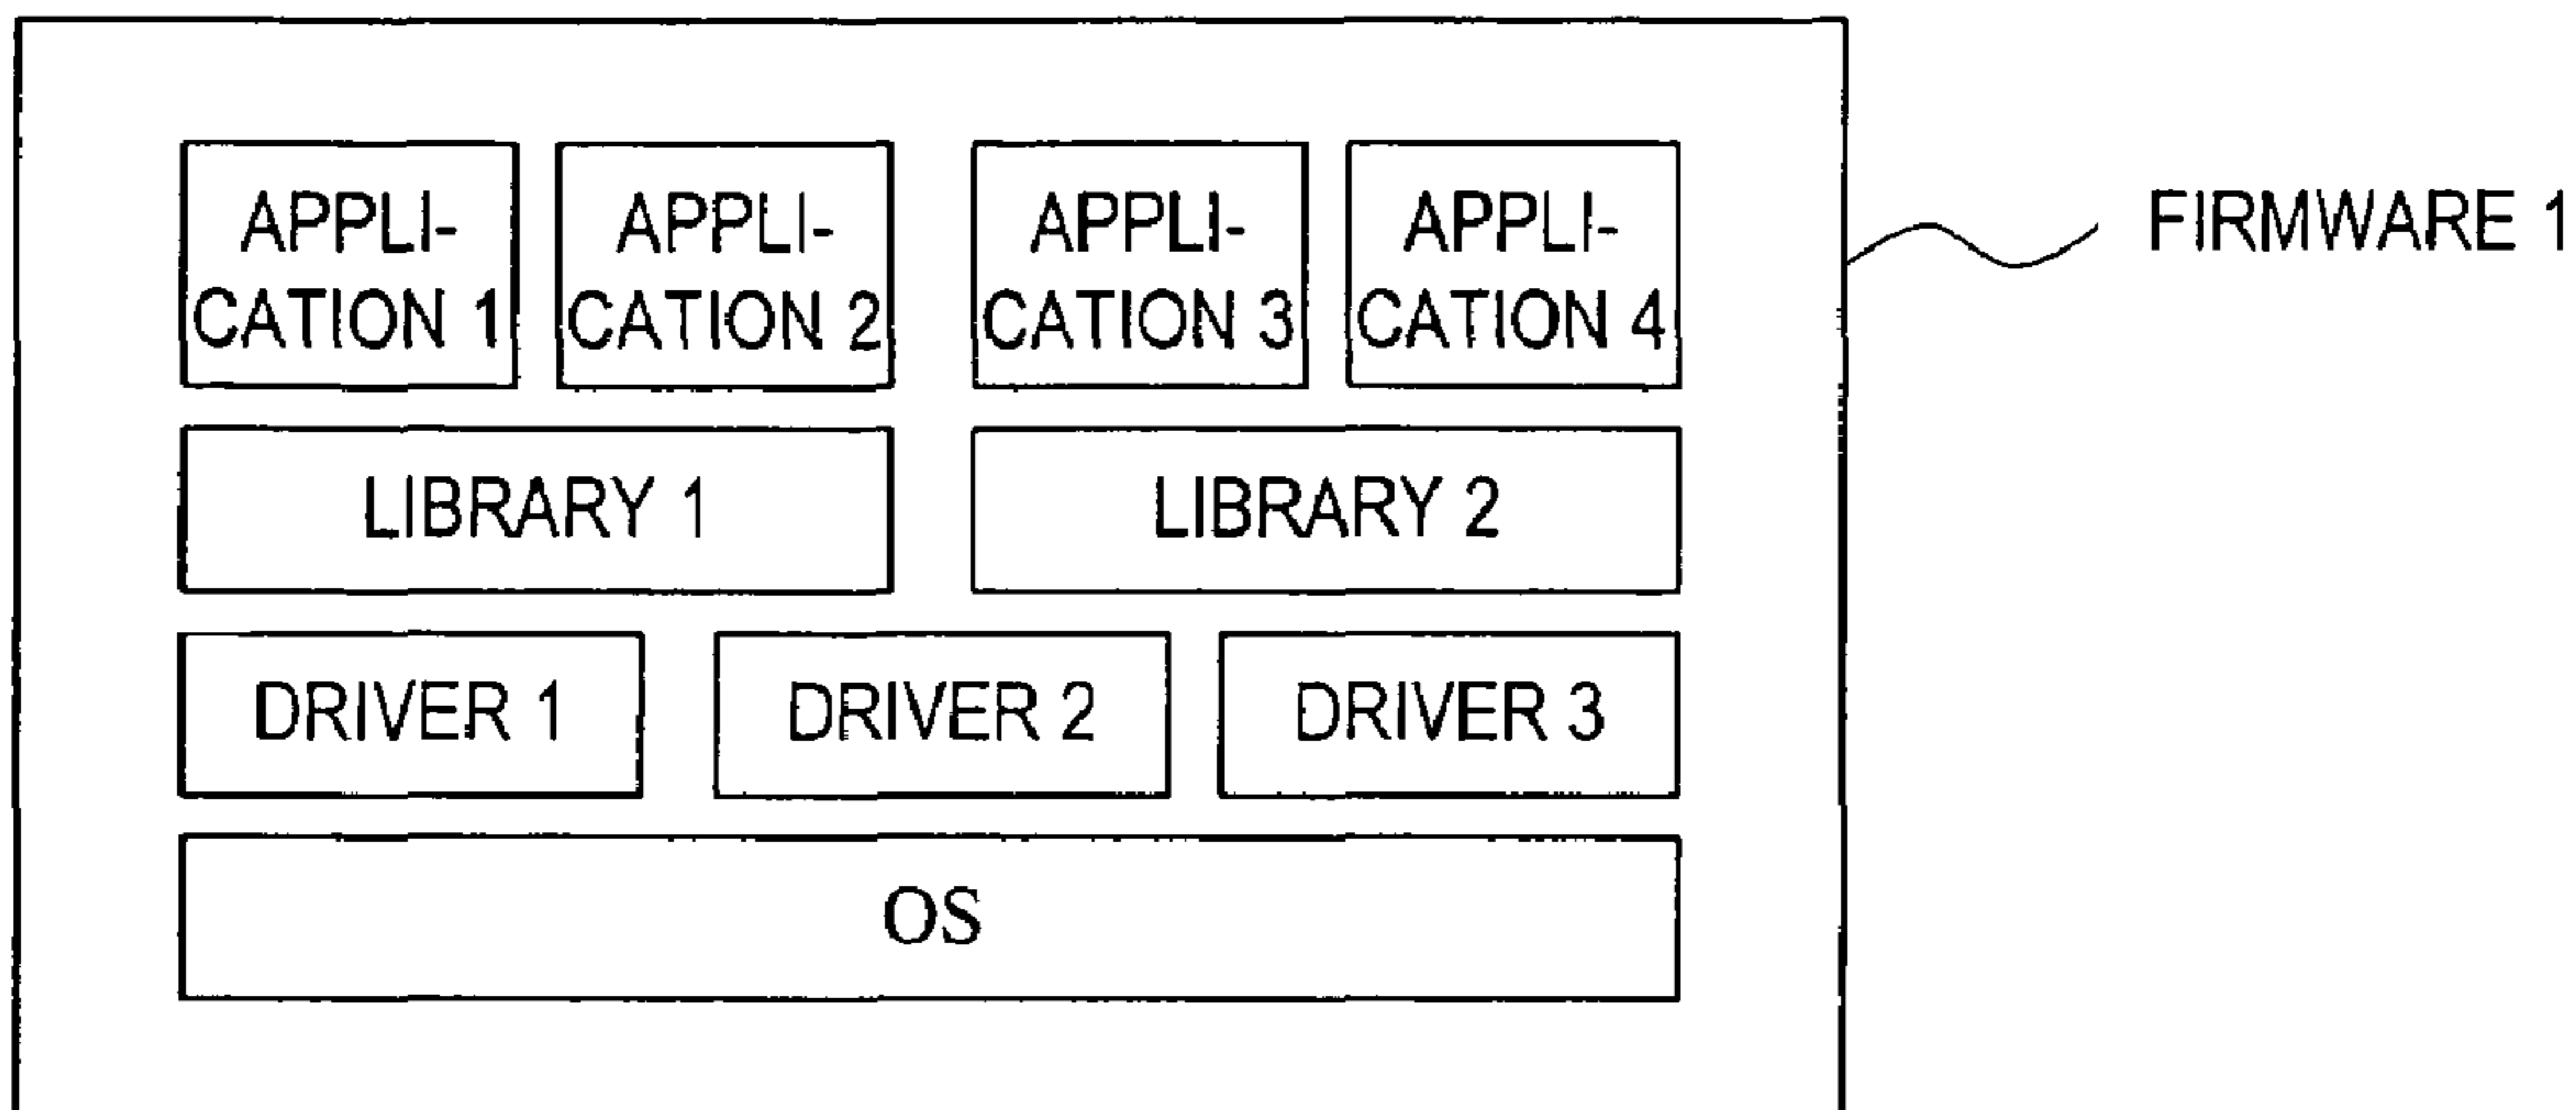 APPLI-
CATION 1
APPLI-
CATION 2
APPLI-
CATION 3
APPLI-
CATION 4
FIRMWARE 1
LIBRARY 1
LIBRARY 2
DRIVER 1
DRIVER 2
DRIVER 3
OS